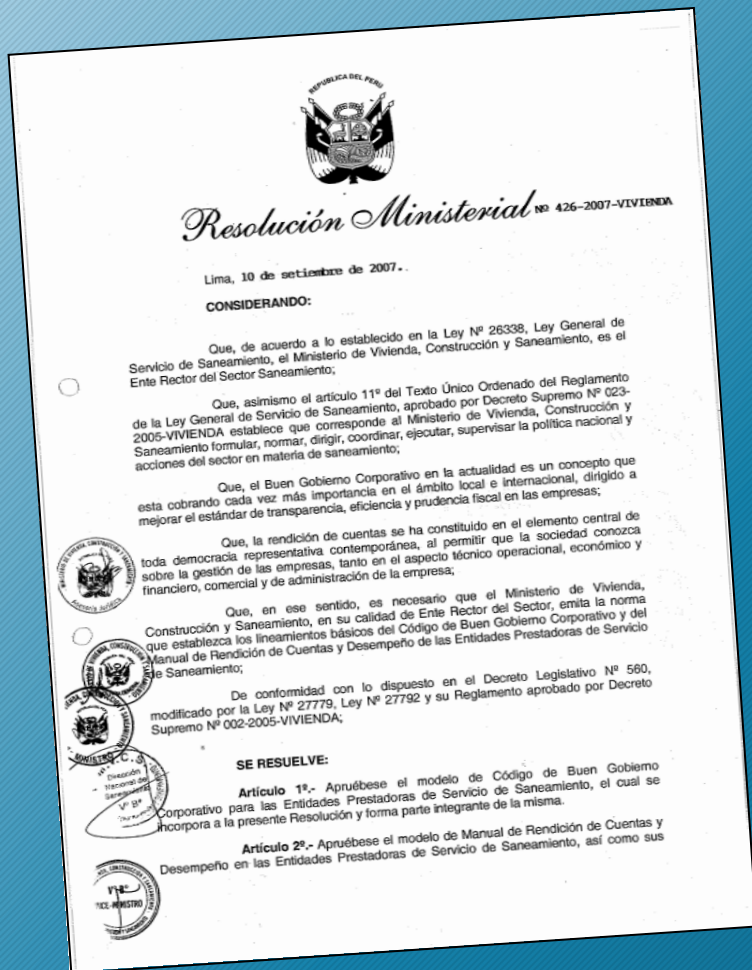 REPUBLICA DEL PERU
Resolución Ministerial Nº 426-2007-VIVIENDA
Lima, 10 de setiembre de 2007.
CONSIDERANDO:
Que, de acuerdo a lo establecido en la Ley Nº 26338, Ley General de
Servicio de Saneamiento, el Ministerio de Vivienda, Construcción y Saneamiento, es el
Ente Rector del Sector Saneamiento;
Que, asimismo el artículo 11º del Texto Único Ordenado del Reglamento
de la Ley General de Servicio de Saneamiento, aprobado por Decreto Supremo Nº 023-
2005-VIVIENDA establece que corresponde al Ministerio de Vivienda, Construcción y
Saneamiento formular, normar, dirigir, coordinar, ejecutar, supervisar la política nacional y
acciones del sector en materia de saneamiento;
Que, el Buen Gobierno Corporativo en la actualidad es un concepto que
esta cobrando cada vez más importancia en el ámbito local e internacional, dirigido a
mejorar el estándar de transparencia, eficiencia y prudencia fiscal en las empresas;
Que, la rendición de cuentas se ha constituido en el elemento central de
toda democracia representativa contemporánea, al permitir que la sociedad conozca
sobre la gestión de las empresas, tanto en el aspecto técnico operacional, económico y
financiero, comercial y de administración de la empresa;
Que, en ese sentido, es necesario que el Ministerio de Vivienda,
Construcción y Saneamiento, en su calidad de Ente Rector del Sector, emita la norma
que establezca los lineamientos básicos del Código de Buen Gobierno Corporativo y del
Manual de Rendición de Cuentas y Desempeño de las Entidades Prestadoras de Servicio
de Saneamiento;
De conformidad con lo dispuesto en el Decreto Legislativo Nº 560,
modificado por la Ley Nº 27779, Ley Nº 27792 y su Reglamento aprobado por Decreto
Supremo Nº 002-2005-VIVIENDA;
SE RESUELVE:
Artículo 1º.- Apruébese el modelo de Código de Buen Gobierno
Corporativo para las Entidades Prestadoras de Servicio de Saneamiento, el cual se
incorpora a la presente Resolución y forma parte integrante de la misma.
Artículo 2º.- Apruébese el modelo de Manual de Rendición de Cuentas y
Desempeño en las Entidades Prestadoras de Servicio de Saneamiento, así como sus
Asesoría Jurídica
MINISTRO
Dirección
Nacional de
Saneamiento
Vº Bº
Vº Bº
VICE-MINISTRO